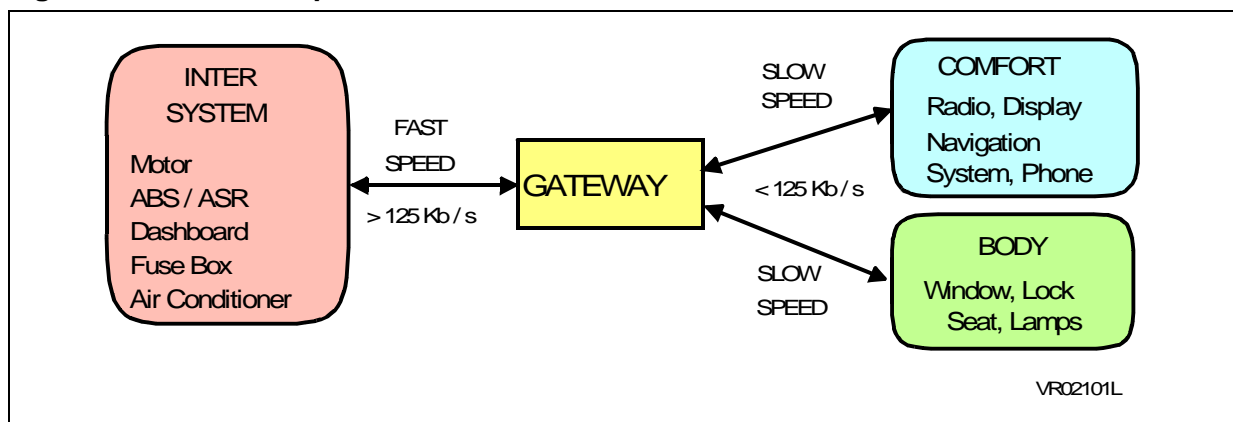 INTER
SYSTEM
Motor
ABS / ASR
Dashboard
Fuse Box
Air Conditioner
FAST
SPEED
> 125 Kb / s
GATEWAY
SLOW
SPEED
< 125 Kb / s
SLOW
SPEED
COMFORT
Radio, Display
Navigation
System, Phone
BODY
Window, Lock
Seat, Lamps
VR02101L